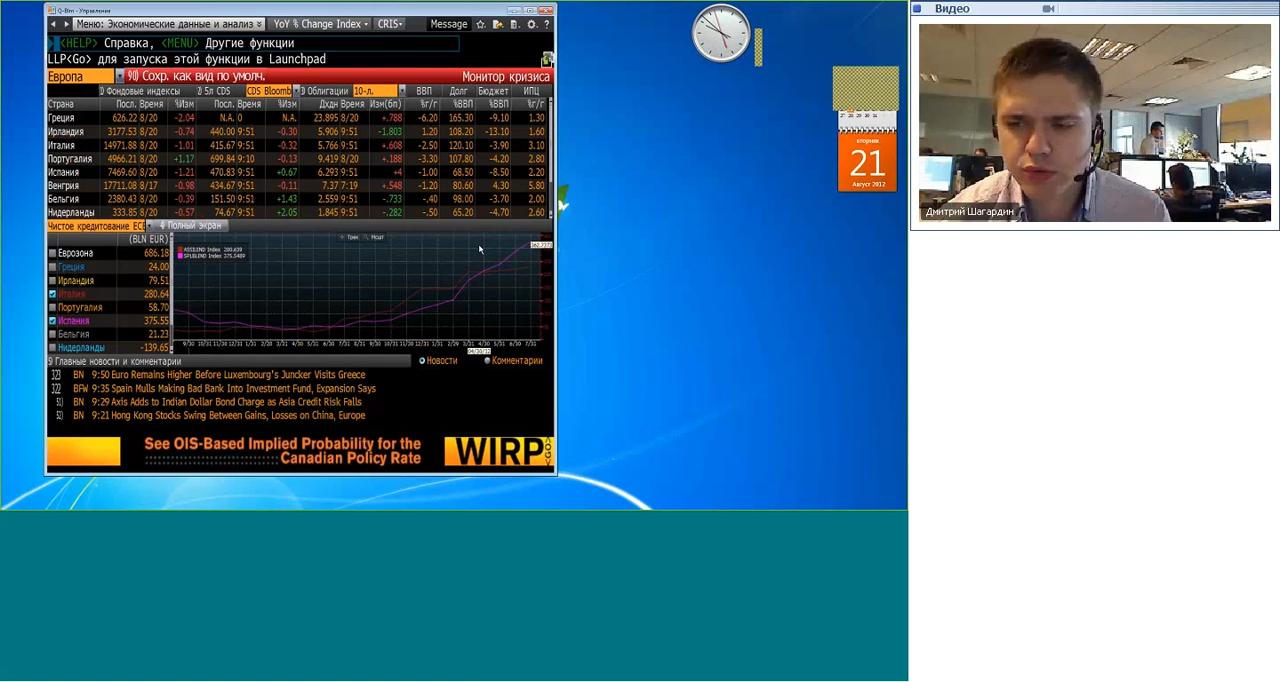 Q-Blm - Управление
Меню: Экономические данные и анализ
YoY % Change Index
CRIS
Message
<HELP> Справка, <MENU> Другие функции
LLP<Go> для запуска этой функции в Launchpad
Европа 90) Сохр. как вид по умолч. Монитор кризиса
Фондовые индексы 5л CDS CDS Bloomb Облигации 10-л. ВВП Долг Бюджет ИПЦ
Страна Посл. Время %Изм Посл. Время %Изм Дхдн Время Изм(бп) %г/г %ВВП %ВВП %г/г
Греция 626.22 8/20 -2.04 N.A. 0 N.A. 23.895 8/20 +.788 -6.20 165.30 -9.10 1.30
Ирландия 3177.53 8/20 -0.74 440.00 9:51 -0.30 5.906 9:51 -1.803 1.20 108.20 -13.10 1.60
Италия 14971.88 8/20 -1.01 415.67 9:51 -0.32 5.766 9:51 +.608 -2.50 120.10 -3.90 3.10
Португалия 4966.21 8/20 +1.17 699.84 9:10 -0.13 9.419 8/20 +.188 -3.30 107.80 -4.20 2.80
Испания 7469.60 8/20 -1.21 470.83 9:51 +0.67 6.293 9:51 +4 -1.00 68.50 -8.50 2.20
Венгрия 17711.08 8/17 -0.98 434.67 9:51 -0.11 7.37 7:19 +.548 -1.20 80.60 4.30 5.80
Бельгия 2380.43 8/20 -0.39 151.50 9:51 +1.43 2.559 9:51 -.733 -.40 98.00 -3.70 2.00
Нидерланды 333.85 8/20 -0.57 74.67 9:51 +2.05 1.845 9:51 -.282 -.50 65.20 -4.70 2.60
Чистое кредитование ECB Полный экран
(BLN EUR)
Еврозона 686.18
Греция 24.00
Ирландия 79.51
Италия 280.64
Португалия 58.70
Испания 375.55
Бельгия 21.23
Нидерланды -139.65
9 Главные новости и комментарии
Новости
Комментарии
BN 9:50 Euro Remains Higher Before Luxembourg's Juncker Visits Greece
BFW 9:35 Spain Mulls Making Bad Bank Into Investment Fund, Expansion Says
51) BN 9:29 Axis Adds to Indian Dollar Bond Charge as Asia Credit Risk Falls
52) BN 9:21 Hong Kong Stocks Swing Between Gains, Losses on China, Europe
See OIS-Based Implied Probability for the
Canadian Policy Rate
WIRP <GO>
вторник
21
Август 2012
Видео
Дмитрий Шагардин